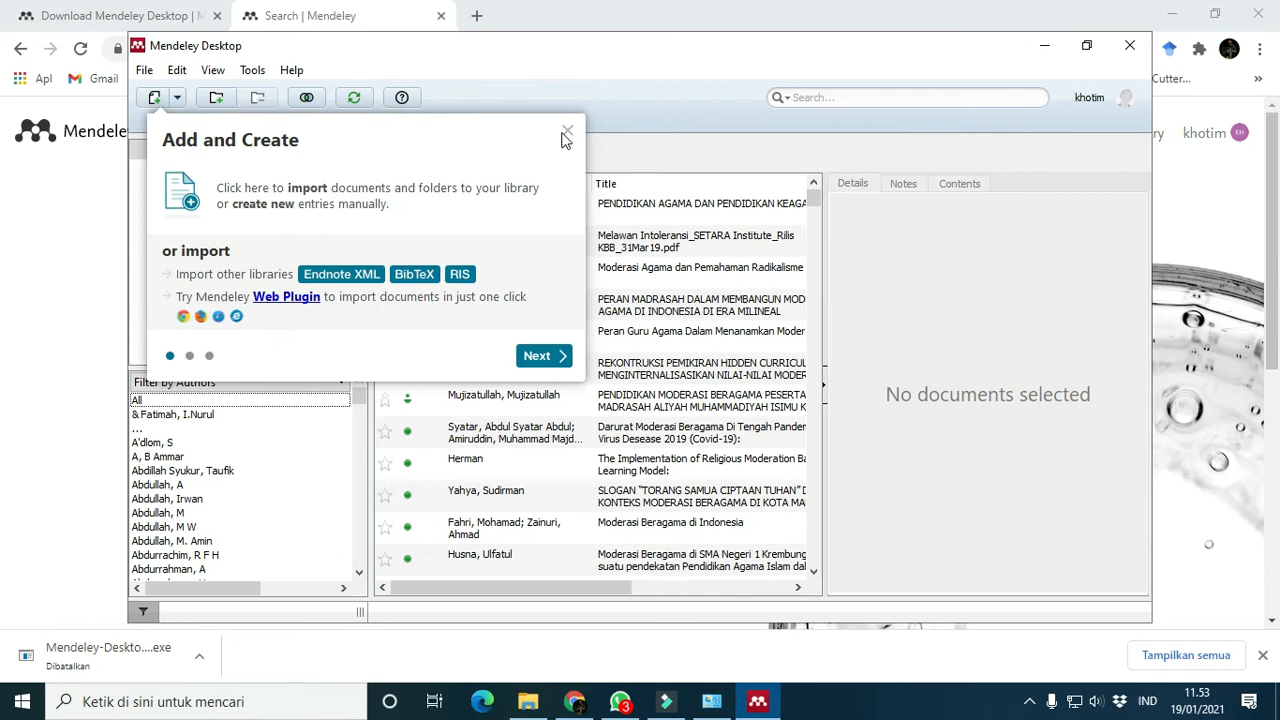 Download Mendeley Desktop | M
Search | Mendeley
Apl
Gmail
Cutter...
»
Mendeley
ry
khotim
KH
Mendeley Desktop
File
Edit
View
Tools
Help
Search...
khotim
Add and Create
Click here to import documents and folders to your library
or create new entries manually.
or import
Import other libraries Endnote XML BibTeX RIS
Try Mendeley Web Plugin to import documents in just one click
Next
Filter by Authors
All
& Fatimah, I.Nurul
...
A'dlom, S
A, B Ammar
Abdillah Syukur, Taufik
Abdullah, A
Abdullah, Irwan
Abdullah, M
Abdullah, M W
Abdullah, M. Amin
Abdurrachim, R F H
Abdurrahman, A
Title
PENDIDIKAN AGAMA DAN PENDIDIKAN KEAGA
Melawan Intoleransi_SETARA Institute_Rilis
KBB_31Mar19.pdf
Moderasi Agama dan Pemahaman Radikalisme
PERAN MADRASAH DALAM MEMBANGUN MOD
AGAMA DI INDONESIA DI ERA MILINEAL
Peran Guru Agama Dalam Menanamkan Moder
REKONTRUKSI PEMIKIRAN HIDDEN CURRICUL
MENGINTERNALISASIKAN NILAI-NILAI MODE
Mujizatullah, Mujizatullah
PENDIDIKAN MODERASI BERAGAMA PESERTA
MADRASAH ALIYAH MUHAMMADIYAH ISIMU K
Syatar, Abdul Syatar Abdul;
Amiruddin, Muhammad Majd...
Darurat Moderasi Beragama Di Tengah Pandem
Virus Desease 2019 (Covid-19):
Herman
The Implementation of Religious Moderation Ba
Learning Model:
Yahya, Sudirman
SLOGAN “TORANG SAMUA CIPTAAN TUHAN” D
KONTEKS MODERASI BERAGAMA DI KOTA MA
Fahri, Mohamad; Zainuri,
Ahmad
Moderasi Beragama di Indonesia
Husna, Ulfatul
Moderasi Beragama di SMA Negeri 1 Krembung
suatu pendekatan Pendidikan Agama Islam dal
Details
Notes
Contents
No documents selected
Mendeley-Deskto....exe
Dibatalkan
Tampilkan semua
Ketik di sini untuk mencari
3
IND
11.53
19/01/2021